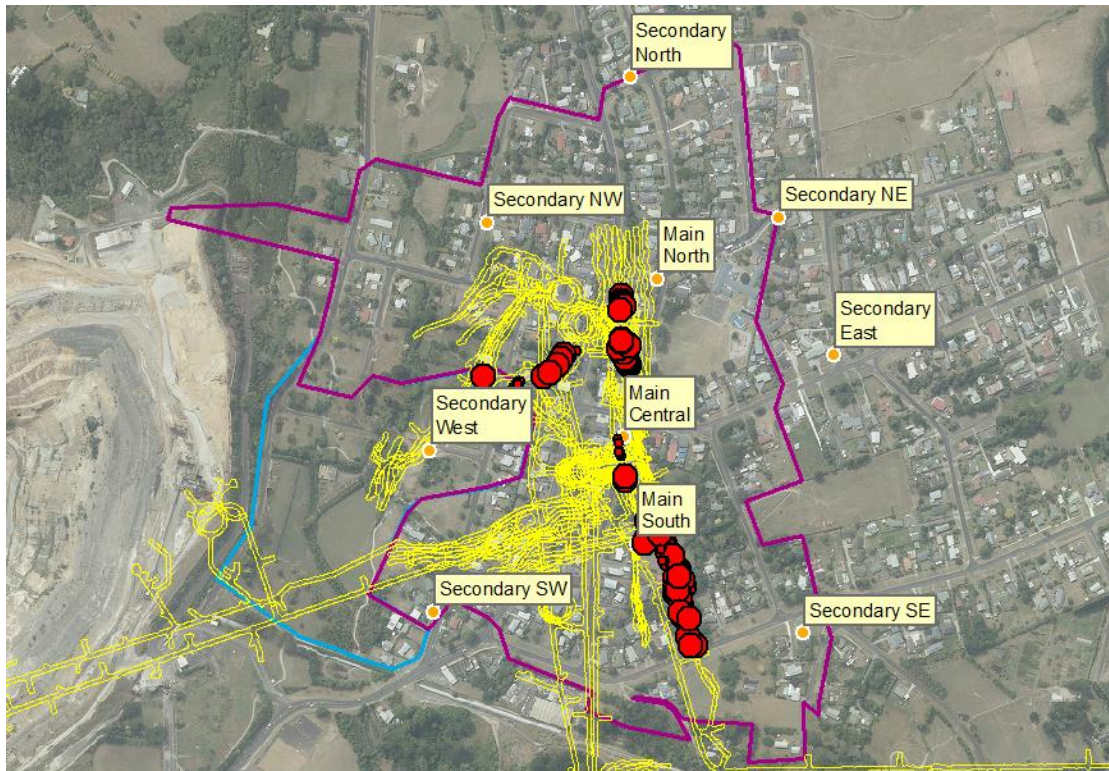 Secondary
North
Secondary NW
Secondary NE
Main
North
Secondary
East
Secondary
West
Main
Central
Main
South
Secondary SW
Secondary SE